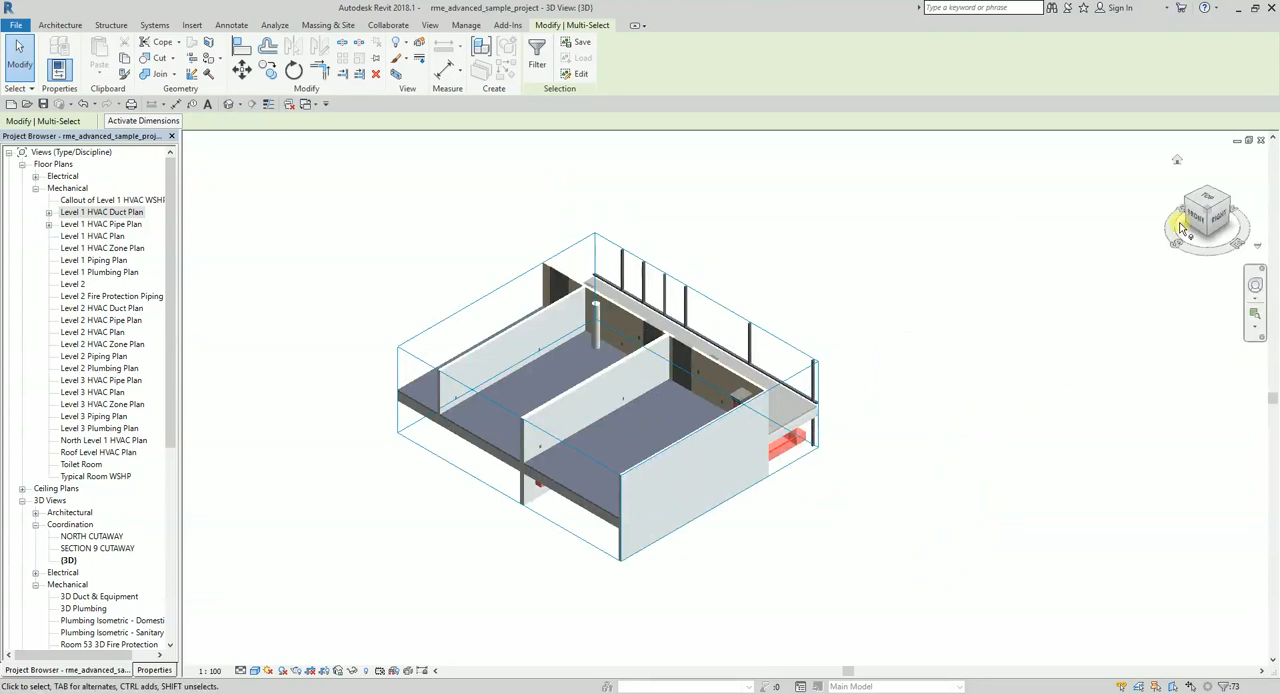 Autodesk Revit 2018.1 - rme_advanced_sample_project - 3D View: {3D}
Type a keyword or phrase
Sign In
File Architecture Structure Systems Insert Annotate Analyze Massing & Site Collaborate View Manage Add-Ins Modify | Multi-Select
Modify
Paste
Cope
Cut
Join
Filter
Save
Load
Edit
Select Properties Clipboard Geometry Modify View Measure Create Selection
Modify | Multi-Select Activate Dimensions
Project Browser - rme_advanced_sample_proj...
Views (Type/Discipline)
Floor Plans
Electrical
Mechanical
Callout of Level 1 HVAC WSHP
Level 1 HVAC Duct Plan
Level 1 HVAC Pipe Plan
Level 1 HVAC Plan
Level 1 HVAC Zone Plan
Level 1 Piping Plan
Level 1 Plumbing Plan
Level 2
Level 2 Fire Protection Piping
Level 2 HVAC Duct Plan
Level 2 HVAC Pipe Plan
Level 2 HVAC Plan
Level 2 HVAC Zone Plan
Level 2 Piping Plan
Level 2 Plumbing Plan
Level 3 HVAC Pipe Plan
Level 3 HVAC Plan
Level 3 HVAC Zone Plan
Level 3 Piping Plan
Level 3 Plumbing Plan
North Level 1 HVAC Plan
Roof Level HVAC Plan
Toilet Room
Typical Room WSHP
Ceiling Plans
3D Views
Architectural
Coordination
NORTH CUTAWAY
SECTION 9 CUTAWAY
{3D}
Electrical
Mechanical
3D Duct & Equipment
3D Plumbing
Plumbing Isometric - Domesti
Plumbing Isometric - Sanitary
Room 53 3D Fire Protection
TOP
FRONT
RIGHT
Project Browser - rme_advanced_sa... Properties
1 : 100
Click to select, TAB for alternates, CTRL adds, SHIFT unselects.
:0
Main Model
:73